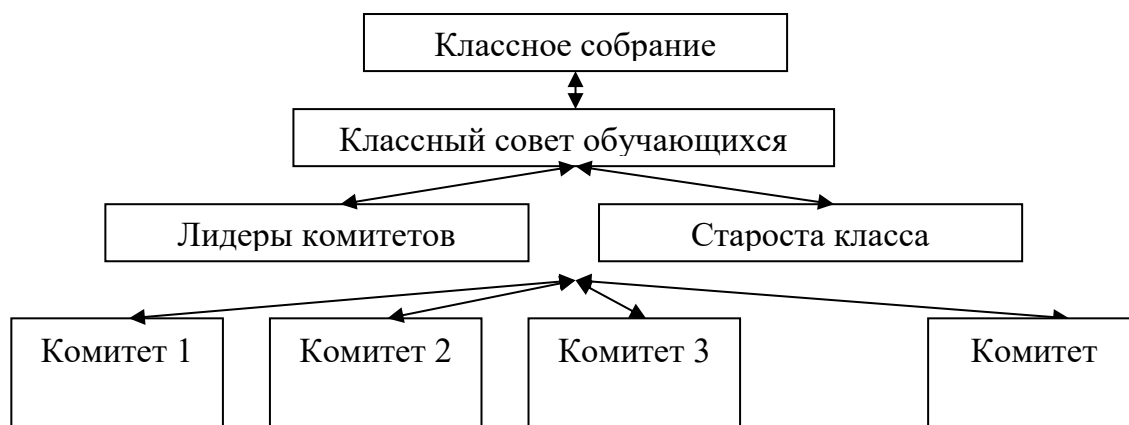 Классное собрание
Классный совет обучающихся
Лидеры комитетов
Староста класса
Комитет 1
Комитет 2
Комитет 3
Комитет